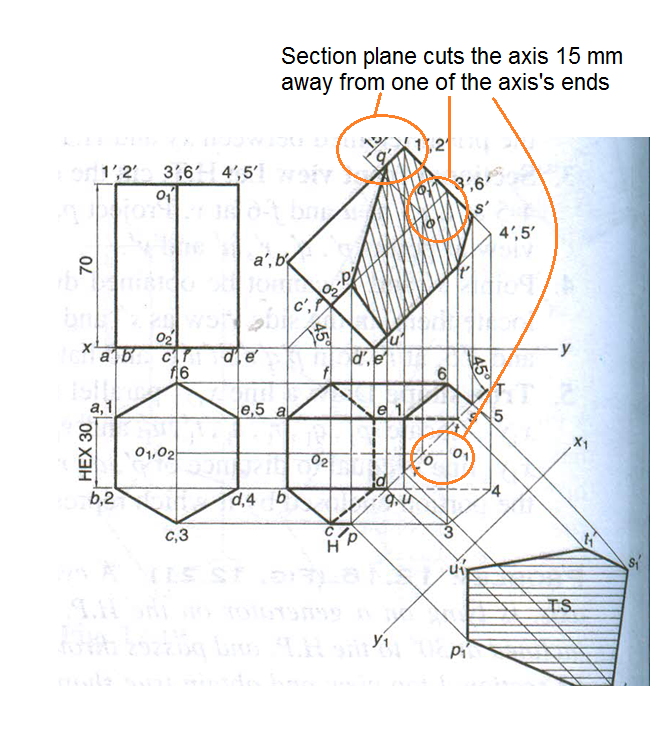 Section plane cuts the axis 15 mm
away from one of the axis's ends
q'
1',2'
1',2' 3',6' 4',5'
o1'
o1'
3',6'
s'
o'
4',5'
70
a',b'
o2'
p'
t'
c',f'
45°
u'
o2'
x
y
a',b' c',f' d',e'
d',e'
45°
f,6
f
6
T
a,1
e,5
a
e
1
t
s
5
HEX 30
o1,o2
o2
o
o1
r
x1
b,2
d,4
b
d
q,u
4
c,3
c
p
3
H
t1'
u1'
s1'
T.S.
y1
p1'